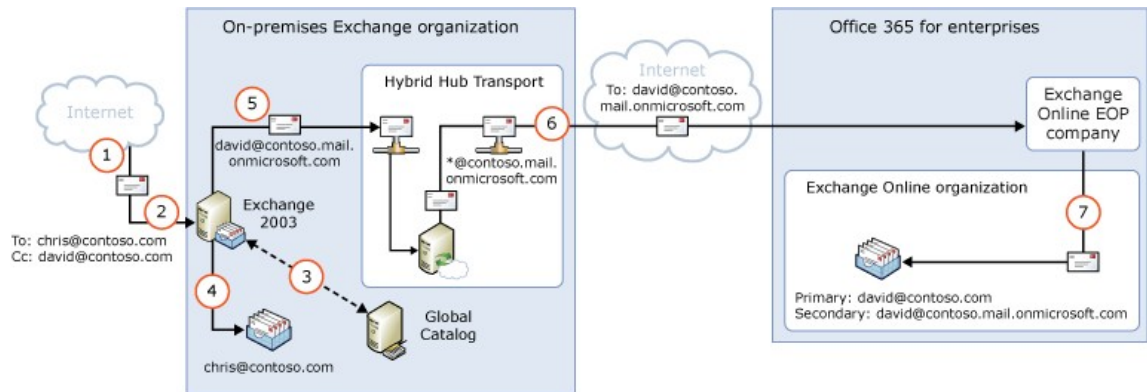 On-premises Exchange organization
Office 365 for enterprises
Internet
1
2
To: chris@contoso.com
Cc: david@contoso.com
Exchange
2003
3
Global
Catalog
4
chris@contoso.com
5
david@contoso.mail.
onmicrosoft.com
Hybrid Hub Transport
*@contoso.mail.
onmicrosoft.com
6
Internet
To: david@contoso.
mail.onmicrosoft.com
Exchange
Online EOP
company
7
Exchange Online organization
Primary: david@contoso.com
Secondary: david@contoso.mail.onmicrosoft.com